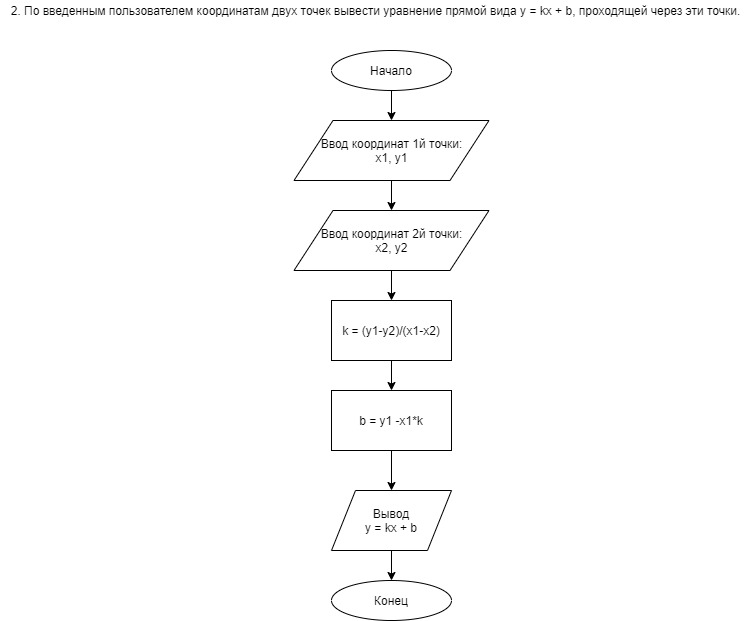 2. По введенным пользователем координатам двух точек вывести уравнение прямой вида y = kx + b, проходящей через эти точки.
Начало
Ввод координат 1й точки:
x1, y1
Ввод координат 2й точки:
x2, y2
k = (y1-y2)/(x1-x2)
b = y1 -x1*k
Вывод
y = kx + b
Конец